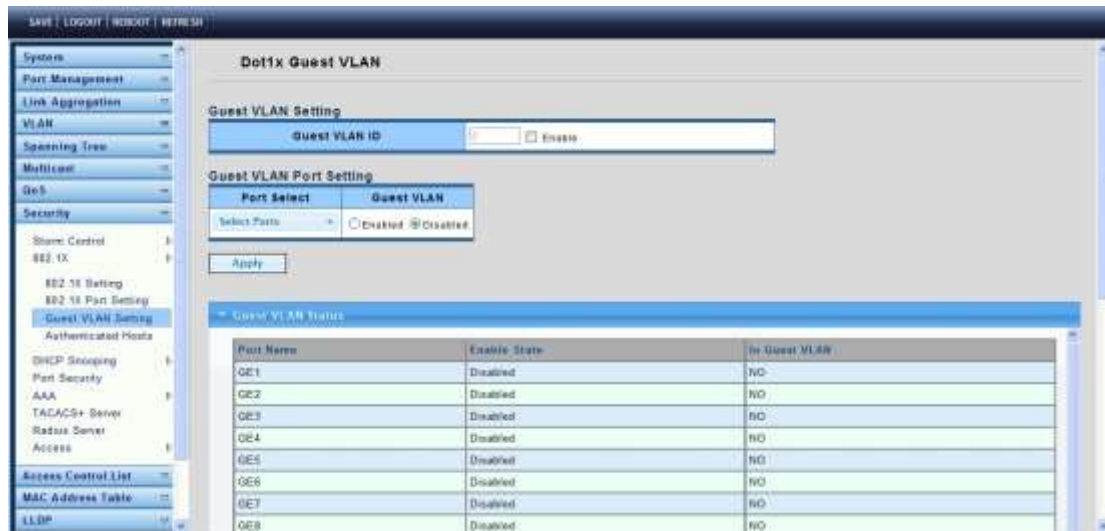 SAVE | LOGOUT | REBOOT | REFRESH
System
Port Management
Link Aggregation
VLAN
Spanning Tree
Multicast
QoS
Security
Storm Control
802.1X
802.1X Setting
802.1X Port Setting
Guest VLAN Setting
Authenticated Hosts
DHCP Snooping
Port Security
AAA
TACACS+ Server
Radius Server
Access
Access Control List
MAC Address Table
LLDP
Dot1x Guest VLAN
Guest VLAN Setting
Guest VLAN ID Enable
Guest VLAN Port Setting
Port Select Guest VLAN
Select Ports Enabled Disabled
Apply
Guest VLAN Status
Port Name Enable State In Guest VLAN
GE1 Disabled NO
GE2 Disabled NO
GE3 Disabled NO
GE4 Disabled NO
GE5 Disabled NO
GE6 Disabled NO
GE7 Disabled NO
GE8 Disabled NO